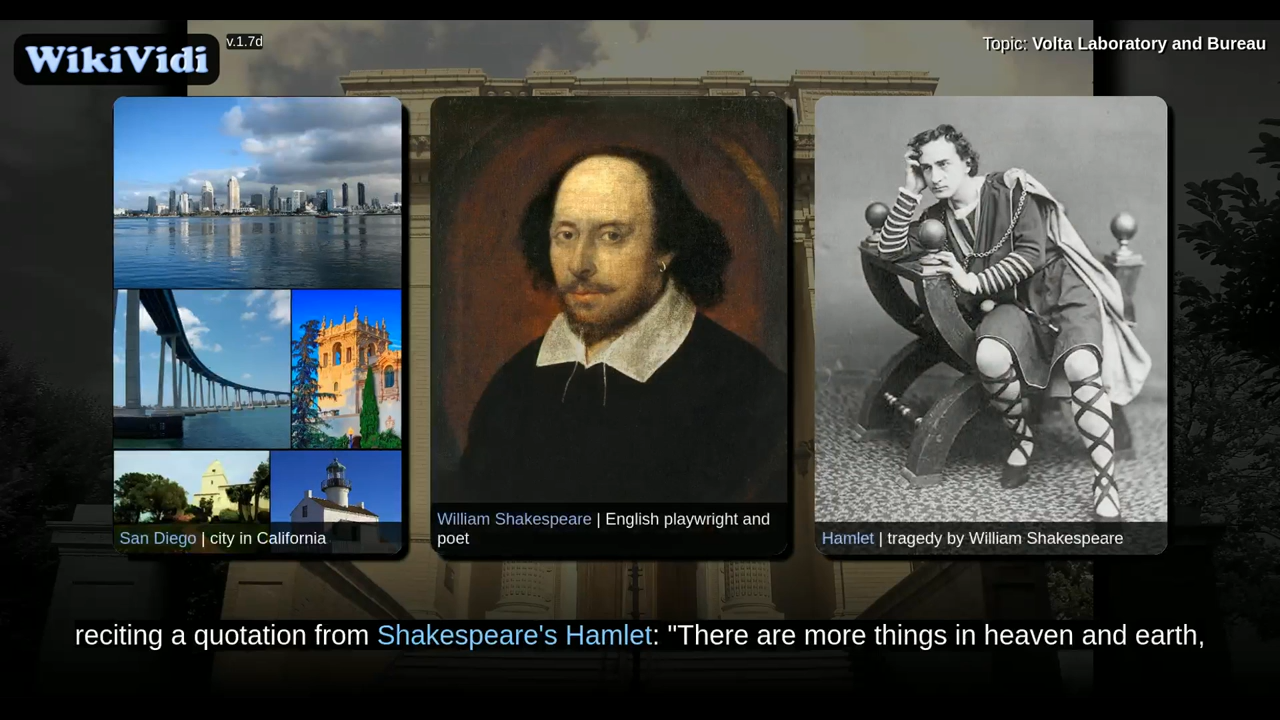 WikiVidi
v.1.7d
Topic: Volta Laboratory and Bureau
San Diego | city in California
William Shakespeare | English playwright and
poet
Hamlet | tragedy by William Shakespeare
reciting a quotation from Shakespeare's Hamlet: "There are more things in heaven and earth,